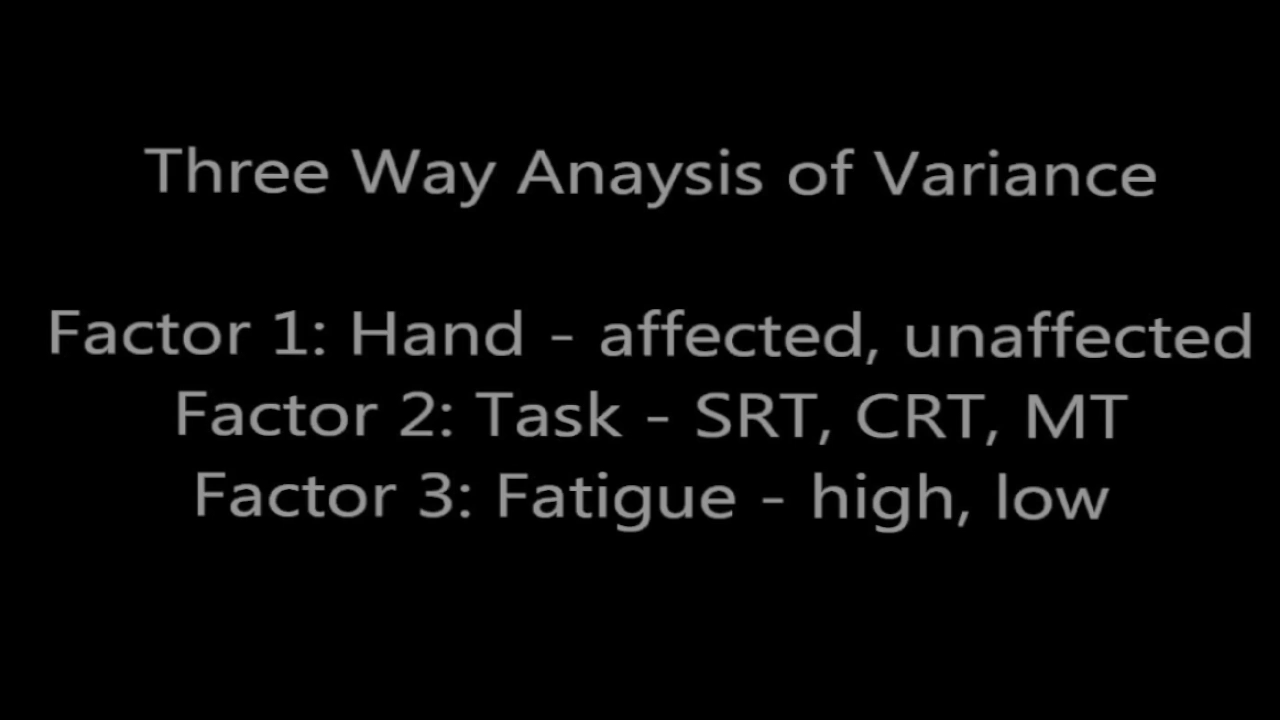 Three Way Anaysis of Variance
Factor 1: Hand - affected, unaffected
Factor 2: Task - SRT, CRT, MT
Factor 3: Fatigue - high, low